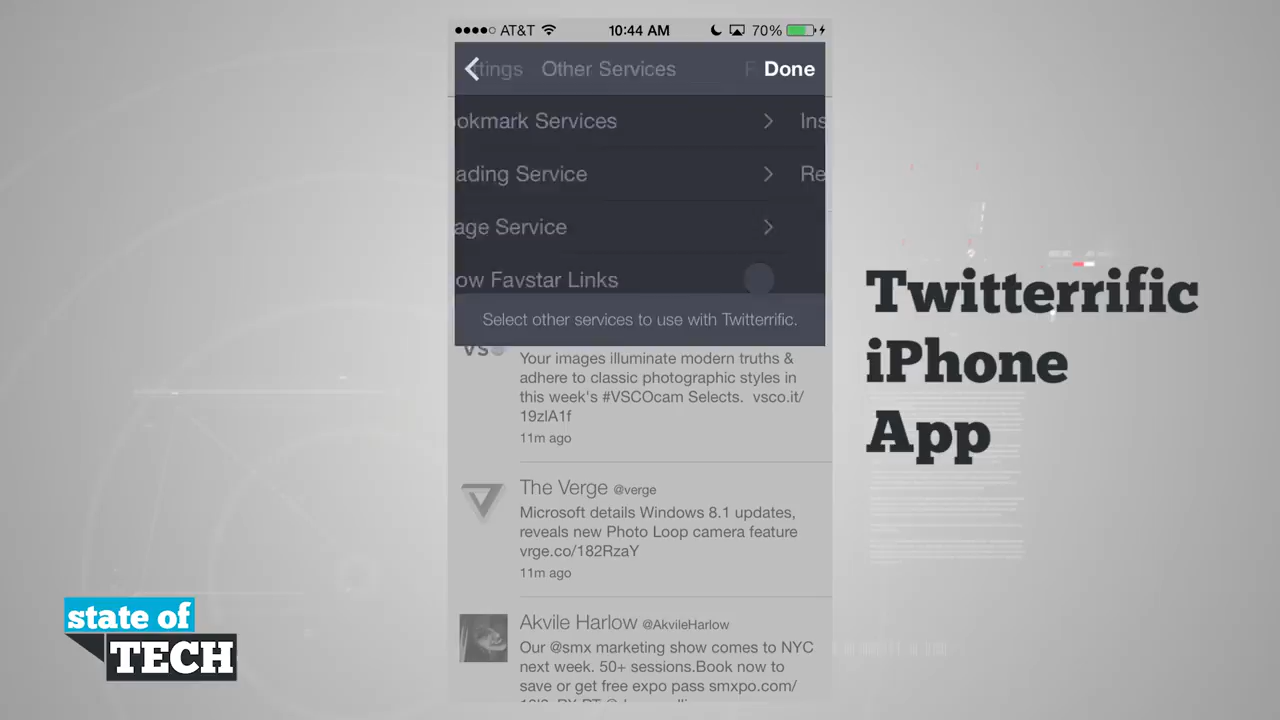 AT&T 10:44 AM 70%
ttings Other Services F Done
okmark Services Ins
ading Service Re
age Service
ow Favstar Links
Select other services to use with Twitterrific.
VS
Your images illuminate modern truths &
adhere to classic photographic styles in
this week's #VSCOcam Selects. vsco.it/
19zlA1f
11m ago
The Verge @verge
Microsoft details Windows 8.1 updates,
reveals new Photo Loop camera feature
vrge.co/182RzaY
11m ago
Akvile Harlow @AkvileHarlow
Our @smx marketing show comes to NYC
next week. 50+ sessions.Book now to
save or get free expo pass smxpo.com/
Twitterrific
iPhone
App
state of
TECH